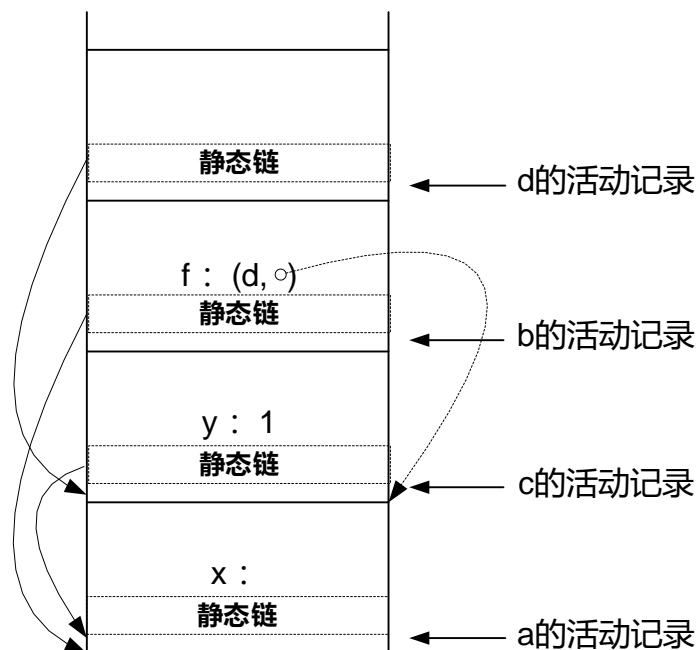 静态链
d的活动记录
f： (d, )
静态链
b的活动记录
y： 1
静态链
c的活动记录
x：
静态链
a的活动记录